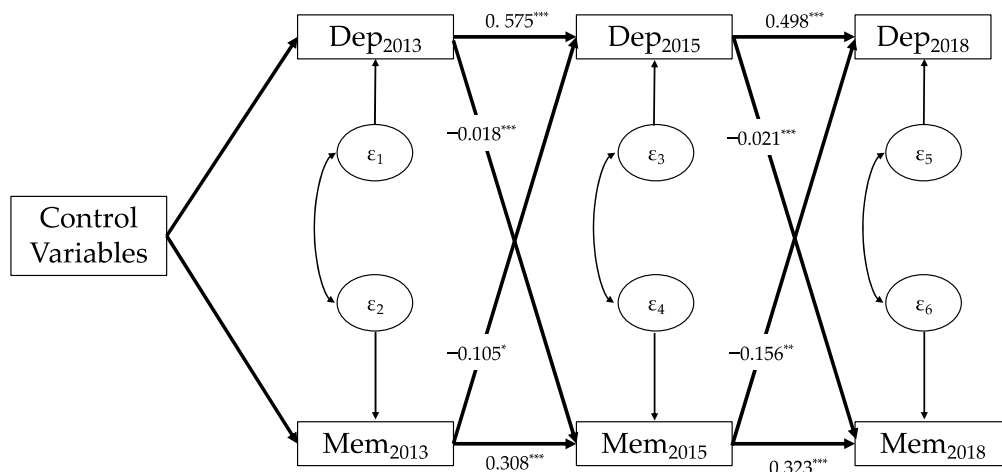 Dep2013
0. 575***
Dep2015
0.498***
Dep2018
−0.018***
−0.021***
ε1
ε3
ε5
Control
Variables
ε2
ε4
ε6
−0.105*
−0.156**
Mem2013
0.308***
Mem2015
0.323***
Mem2018